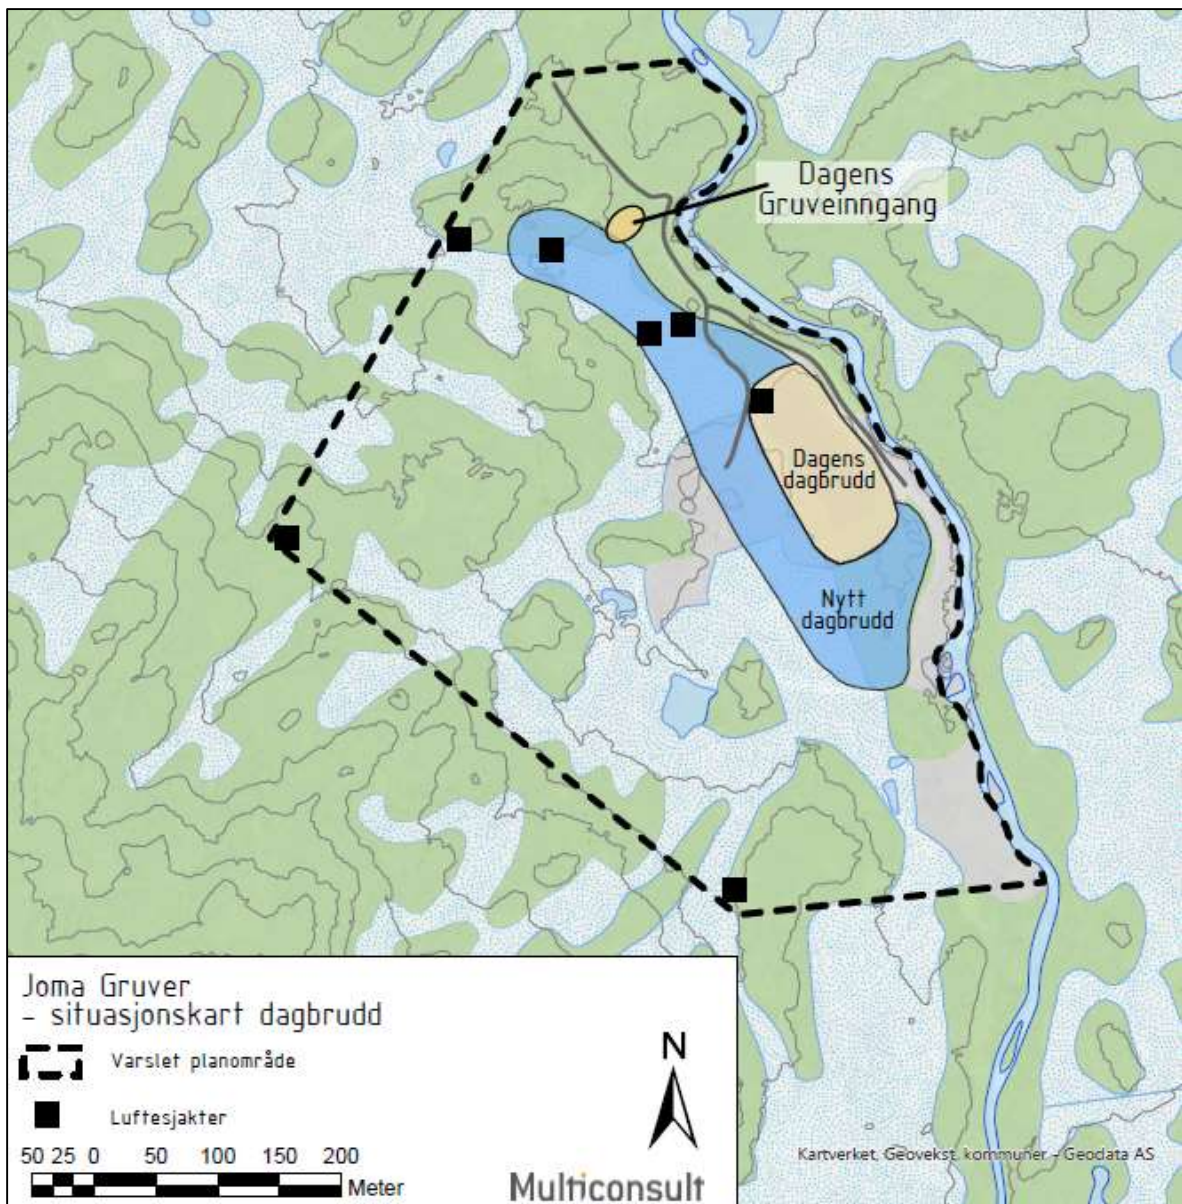 Dagens
Gruveinngang
Dagens
dagbrudd
Nytt
dagbrudd
Joma Gruver
- situasjonskart dagbrudd
Varslet planområde
Luftesjakter
N
50 25 0 50 100 150 200
Meter
Multiconsult
Kartverket, Geovekst, kommuner - Geodata AS